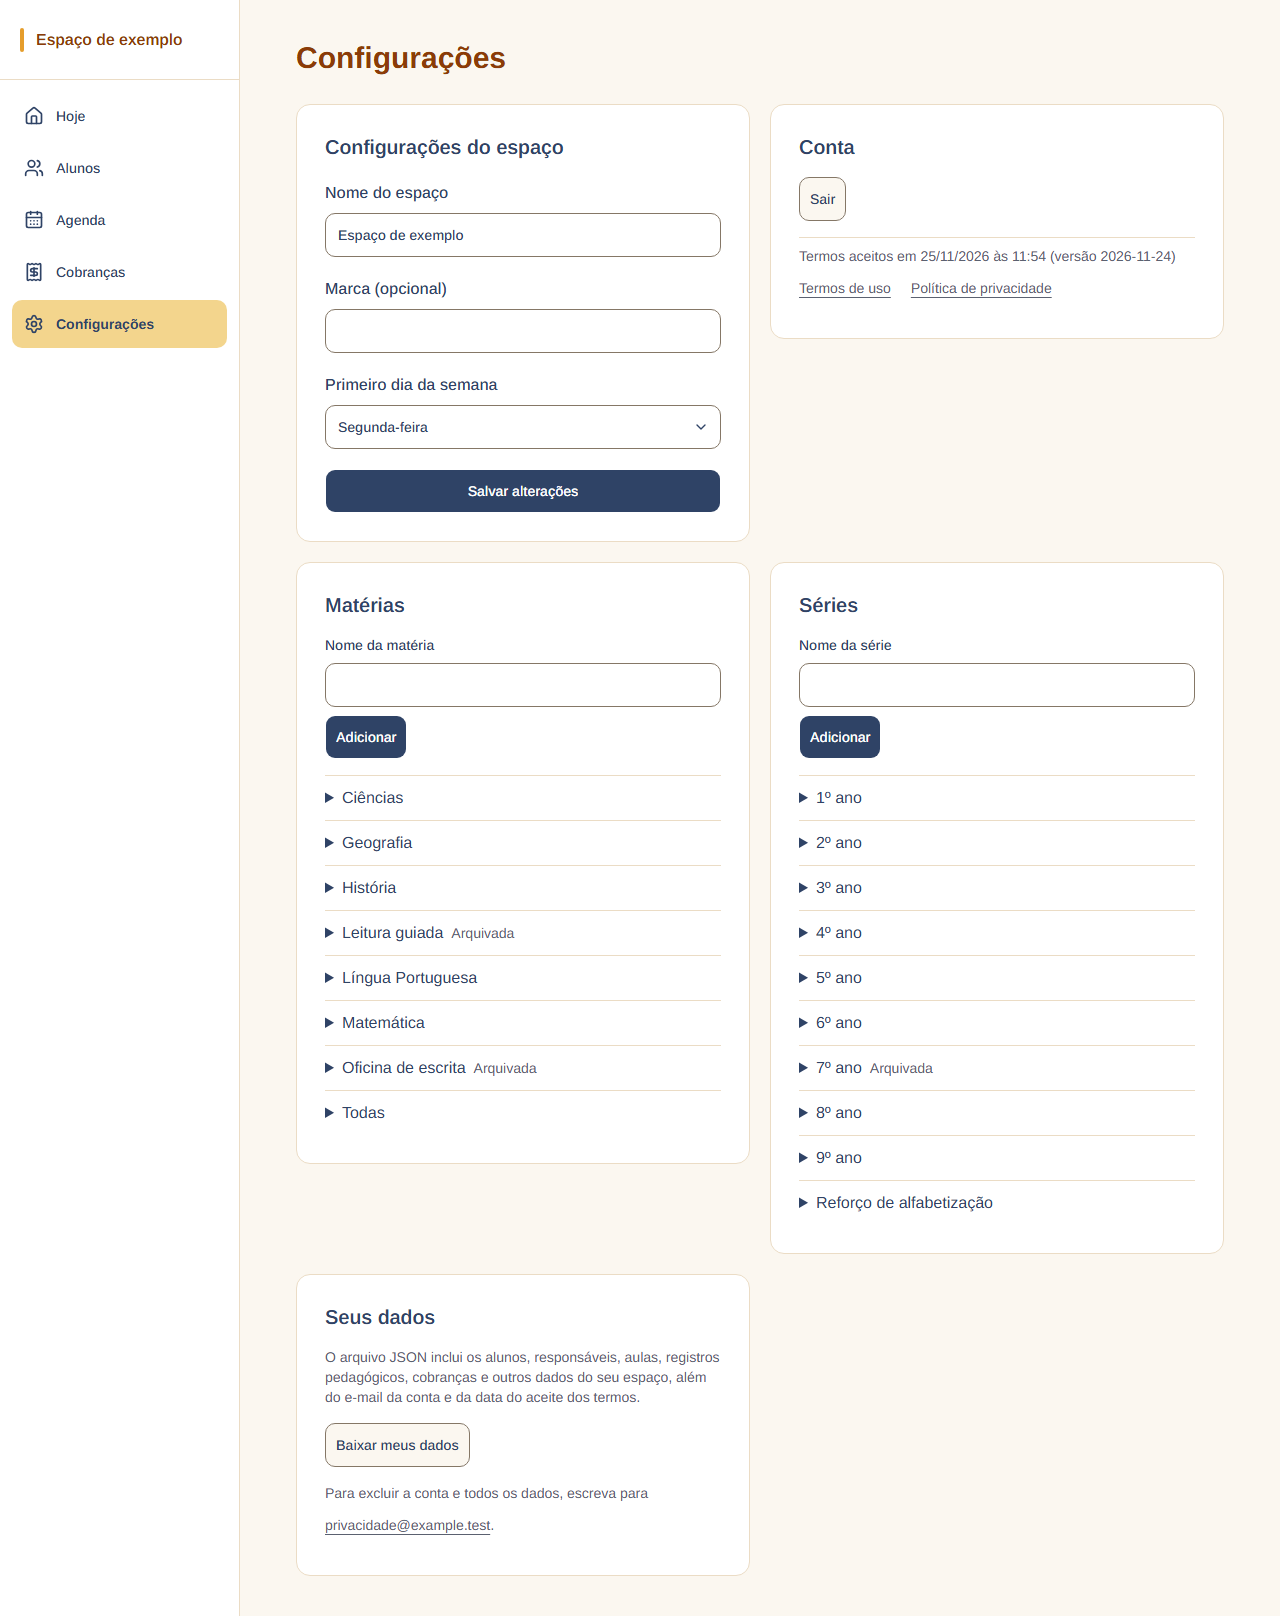 Espaço de exemplo
Hoje
Alunos
Agenda
Cobranças
Configurações
Configurações
Configurações do espaço
Nome do espaço
Espaço de exemplo
Marca (opcional)
Primeiro dia da semana
Segunda-feira
Salvar alterações
Conta
Sair
Termos aceitos em 25/11/2026 às 11:54 (versão 2026-11-24)
Termos de uso Política de privacidade
Matérias
Nome da matéria
Adicionar
Ciências
Geografia
História
Leitura guiada Arquivada
Língua Portuguesa
Matemática
Oficina de escrita Arquivada
Todas
Séries
Nome da série
Adicionar
1º ano
2º ano
3º ano
4º ano
5º ano
6º ano
7º ano Arquivada
8º ano
9º ano
Reforço de alfabetização
Seus dados
O arquivo JSON inclui os alunos, responsáveis, aulas, registros
pedagógicos, cobranças e outros dados do seu espaço, além
do e-mail da conta e da data do aceite dos termos.
Baixar meus dados
Para excluir a conta e todos os dados, escreva para
privacidade@example.test.